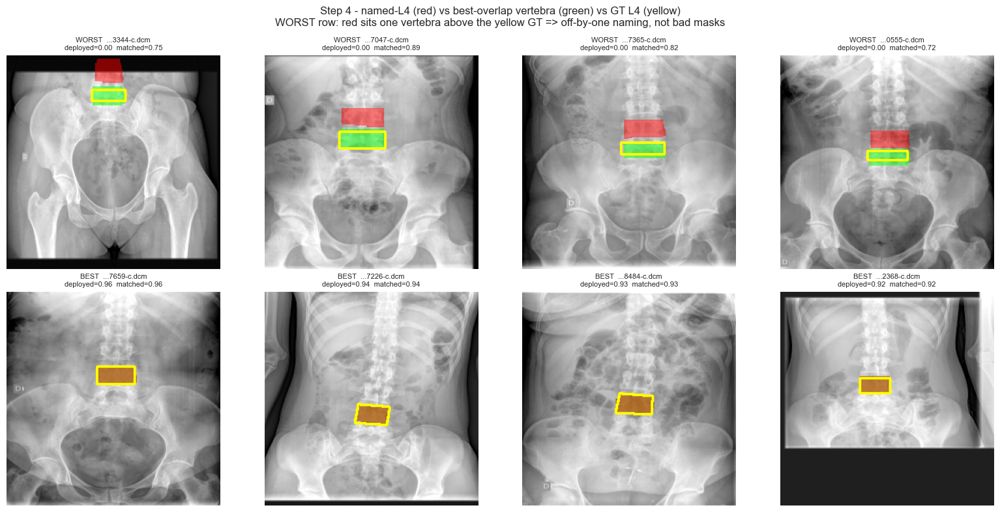 Step 4 - named-L4 (red) vs best-overlap vertebra (green) vs GT L4 (yellow)
WORST row: red sits one vertebra above the yellow GT => off-by-one naming, not bad masks
WORST ...3344-c.dcm
deployed=0.00 matched=0.75
WORST ...7047-c.dcm
deployed=0.00 matched=0.89
WORST ...7365-c.dcm
deployed=0.00 matched=0.82
WORST ...0555-c.dcm
deployed=0.00 matched=0.72
D
D
D
D
BEST ...7659-c.dcm
deployed=0.96 matched=0.96
BEST ...7226-c.dcm
deployed=0.94 matched=0.94
BEST ...8484-c.dcm
deployed=0.93 matched=0.93
BEST ...2368-c.dcm
deployed=0.92 matched=0.92
D
D